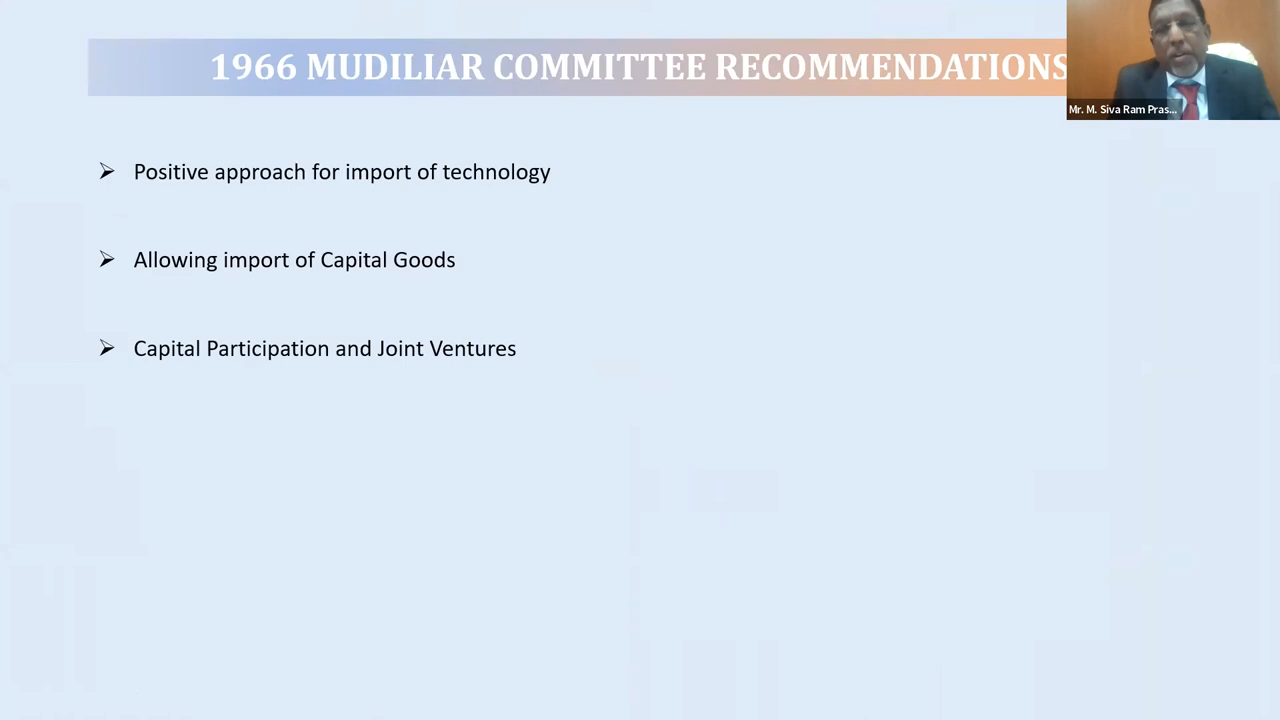 1966 MUDILIAR COMMITTEE RECOMMENDATIONS
Mr. M. Siva Ram Pras...
Positive approach for import of technology
Allowing import of Capital Goods
Capital Participation and Joint Ventures